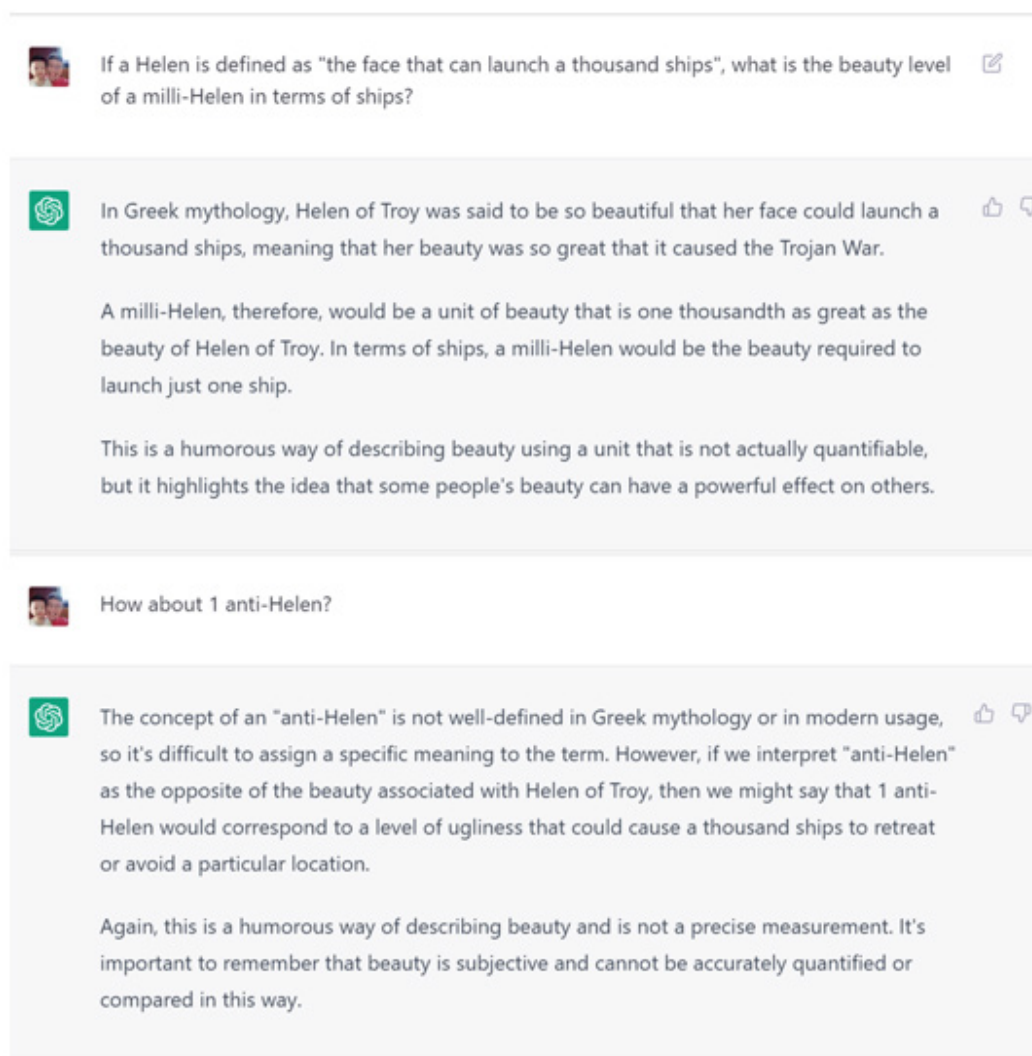 If a Helen is defined as "the face that can launch a thousand ships", what is the beauty level
of a milli-Helen in terms of ships?
In Greek mythology, Helen of Troy was said to be so beautiful that her face could launch a
thousand ships, meaning that her beauty was so great that it caused the Trojan War.
A milli-Helen, therefore, would be a unit of beauty that is one thousandth as great as the
beauty of Helen of Troy. In terms of ships, a milli-Helen would be the beauty required to
launch just one ship.
This is a humorous way of describing beauty using a unit that is not actually quantifiable,
but it highlights the idea that some people's beauty can have a powerful effect on others.
How about 1 anti-Helen?
The concept of an "anti-Helen" is not well-defined in Greek mythology or in modern usage,
so it's difficult to assign a specific meaning to the term. However, if we interpret "anti-Helen"
as the opposite of the beauty associated with Helen of Troy, then we might say that 1 anti-
Helen would correspond to a level of ugliness that could cause a thousand ships to retreat
or avoid a particular location.
Again, this is a humorous way of describing beauty and is not a precise measurement. It's
important to remember that beauty is subjective and cannot be accurately quantified or
compared in this way.